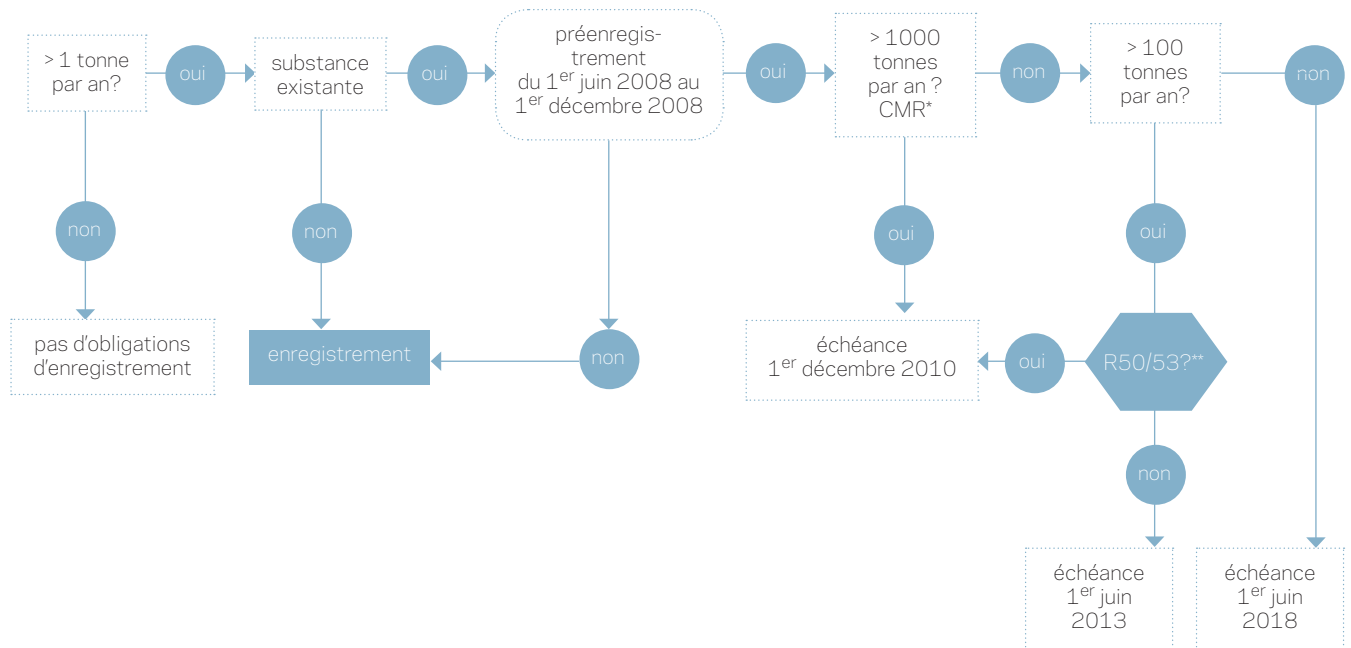 > 1 tonne
par an?
oui
substance
existante
oui
préenregis-
trement
du 1er juin 2008 au
1er décembre 2008
oui
> 1000
tonnes
par an ?
CMR*
non
> 100
tonnes
par an?
non
non
non
oui
oui
pas d'obligations
d'enregistrement
enregistrement
non
échéance
1er décembre 2010
oui
R50/53?**
non
échéance
1er juin
2013
échéance
1er juin
2018